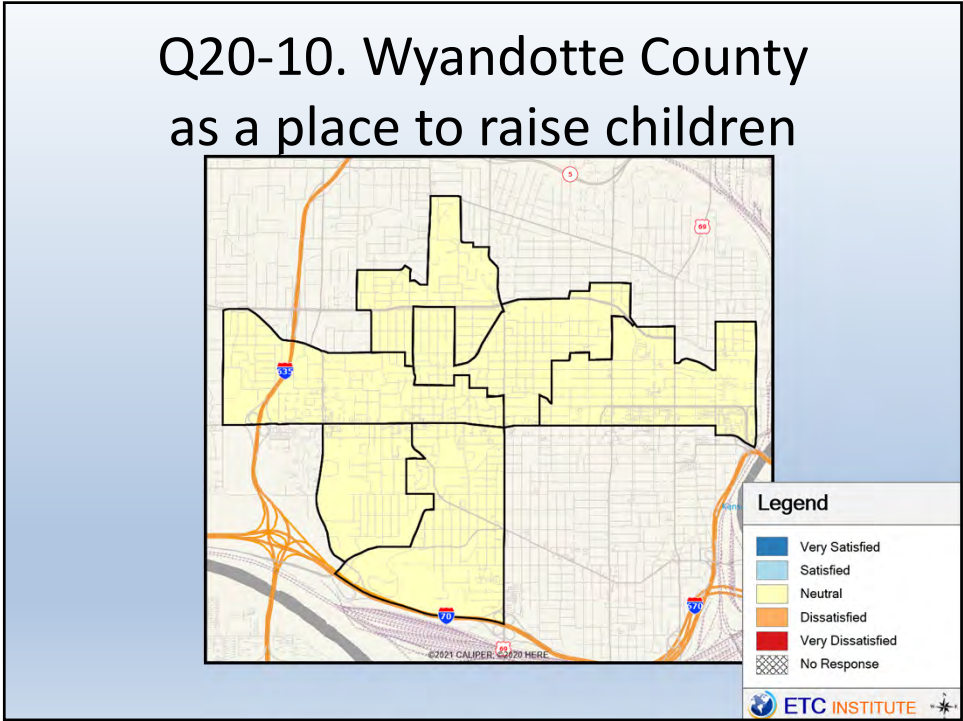 Q20-10. Wyandotte County
as a place to raise children
5
69
635
70
670
69
©2021 CALIPER; ©2020 HERE
Legend
Very Satisfied
Satisfied
Neutral
Dissatisfied
Very Dissatisfied
No Response
ETC INSTITUTE